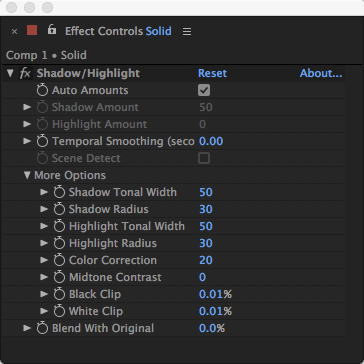 Effect Controls Solid
Comp 1 • Solid
fx Shadow/Highlight Reset About...
Auto Amounts
Shadow Amount 50
Highlight Amount 0
Temporal Smoothing (seco 0.00
Scene Detect
More Options
Shadow Tonal Width 50
Shadow Radius 30
Highlight Tonal Width 50
Highlight Radius 30
Color Correction 20
Midtone Contrast 0
Black Clip 0.01%
White Clip 0.01%
Blend With Original 0.0%